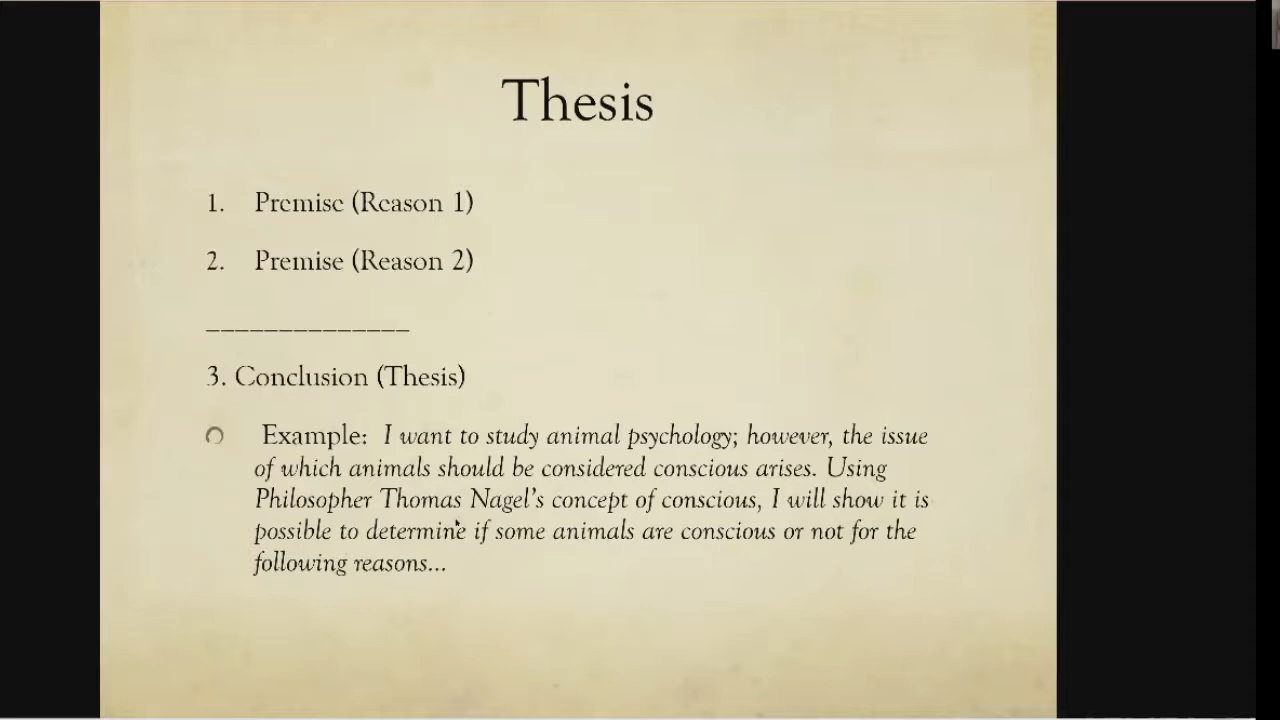 Thesis
1. Premise (Reason 1)
2. Premise (Reason 2)
______________
3. Conclusion (Thesis)
Example: I want to study animal psychology; however, the issue
of which animals should be considered conscious arises. Using
Philosopher Thomas Nagel's concept of conscious, I will show it is
possible to determine if some animals are conscious or not for the
following reasons...